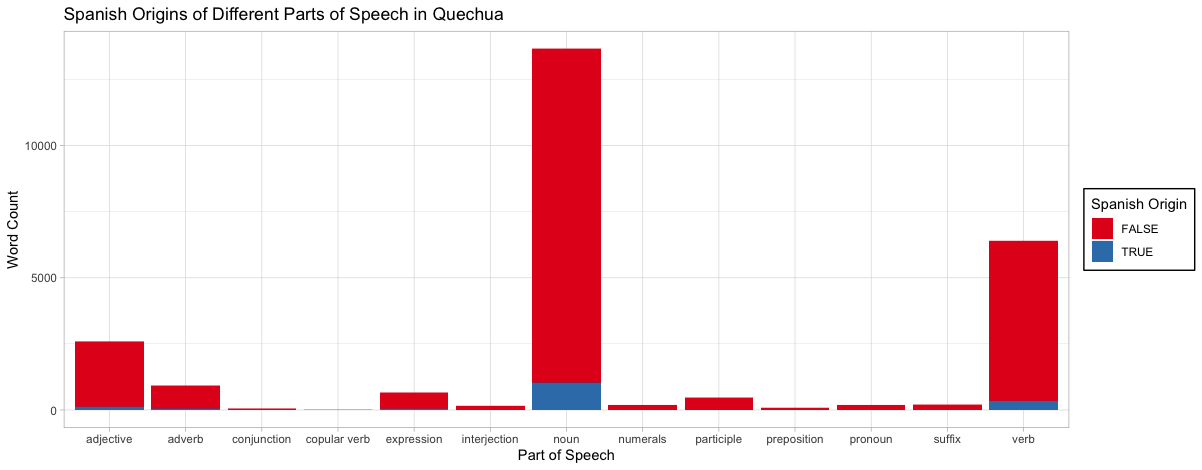 Spanish Origins of Different Parts of Speech in Quechua
Word Count
10000
5000
0
adjective adverb conjunction copular verb expression interjection noun numerals participle preposition pronoun suffix verb
Part of Speech
Spanish Origin
FALSE
TRUE